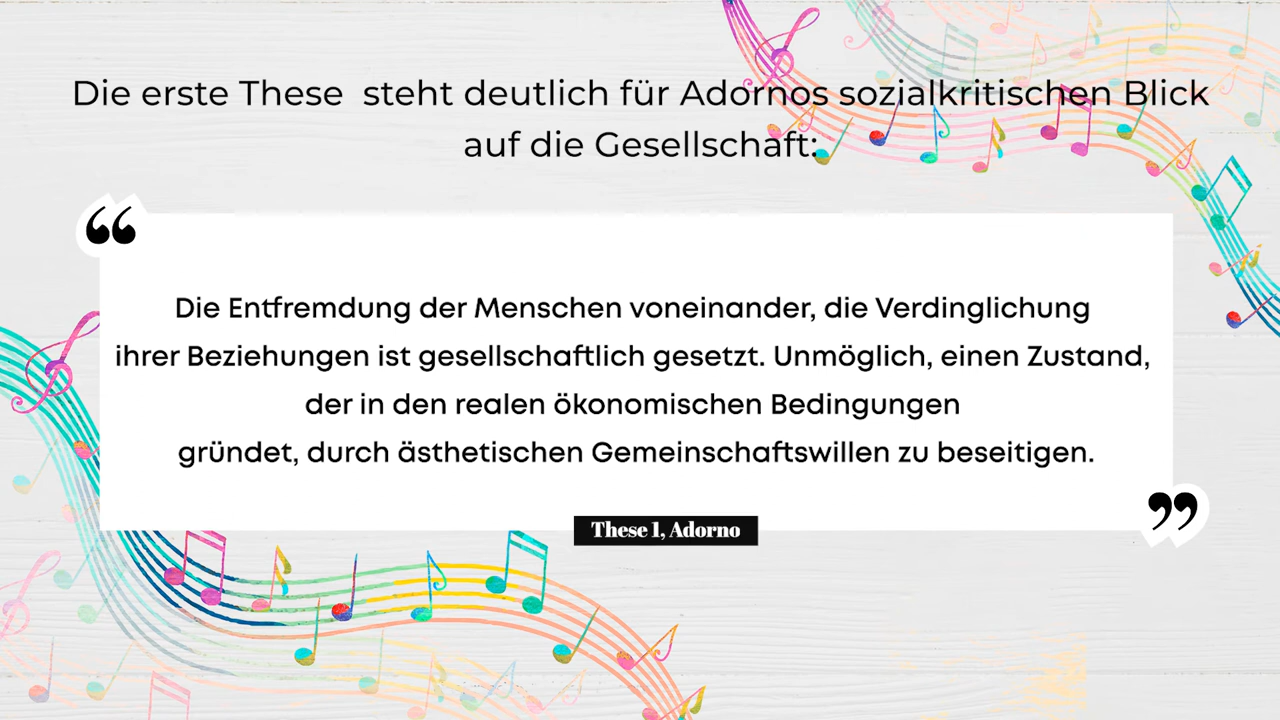 Die erste These steht deutlich für Adornos sozialkritischen Blick
auf die Gesellschaft:
“
Die Entfremdung der Menschen voneinander, die Verdinglichung
ihrer Beziehungen ist gesellschaftlich gesetzt. Unmöglich, einen Zustand,
der in den realen ökonomischen Bedingungen
gründet, durch ästhetischen Gemeinschaftswillen zu beseitigen.
”
These 1, Adorno